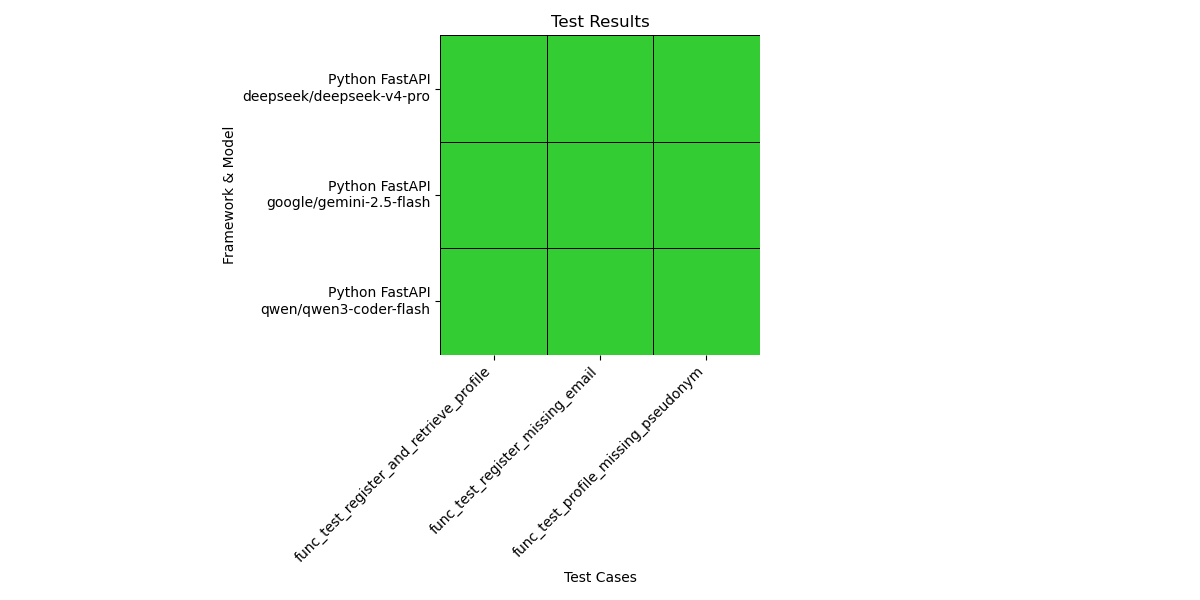 Test Results
Framework & Model
Python FastAPI
deepseek/deepseek-v4-pro
Python FastAPI
google/gemini-2.5-flash
Python FastAPI
qwen/qwen3-coder-flash
func_test_register_and_retrieve_profile
func_test_register_missing_email
func_test_profile_missing_pseudonym
Test Cases